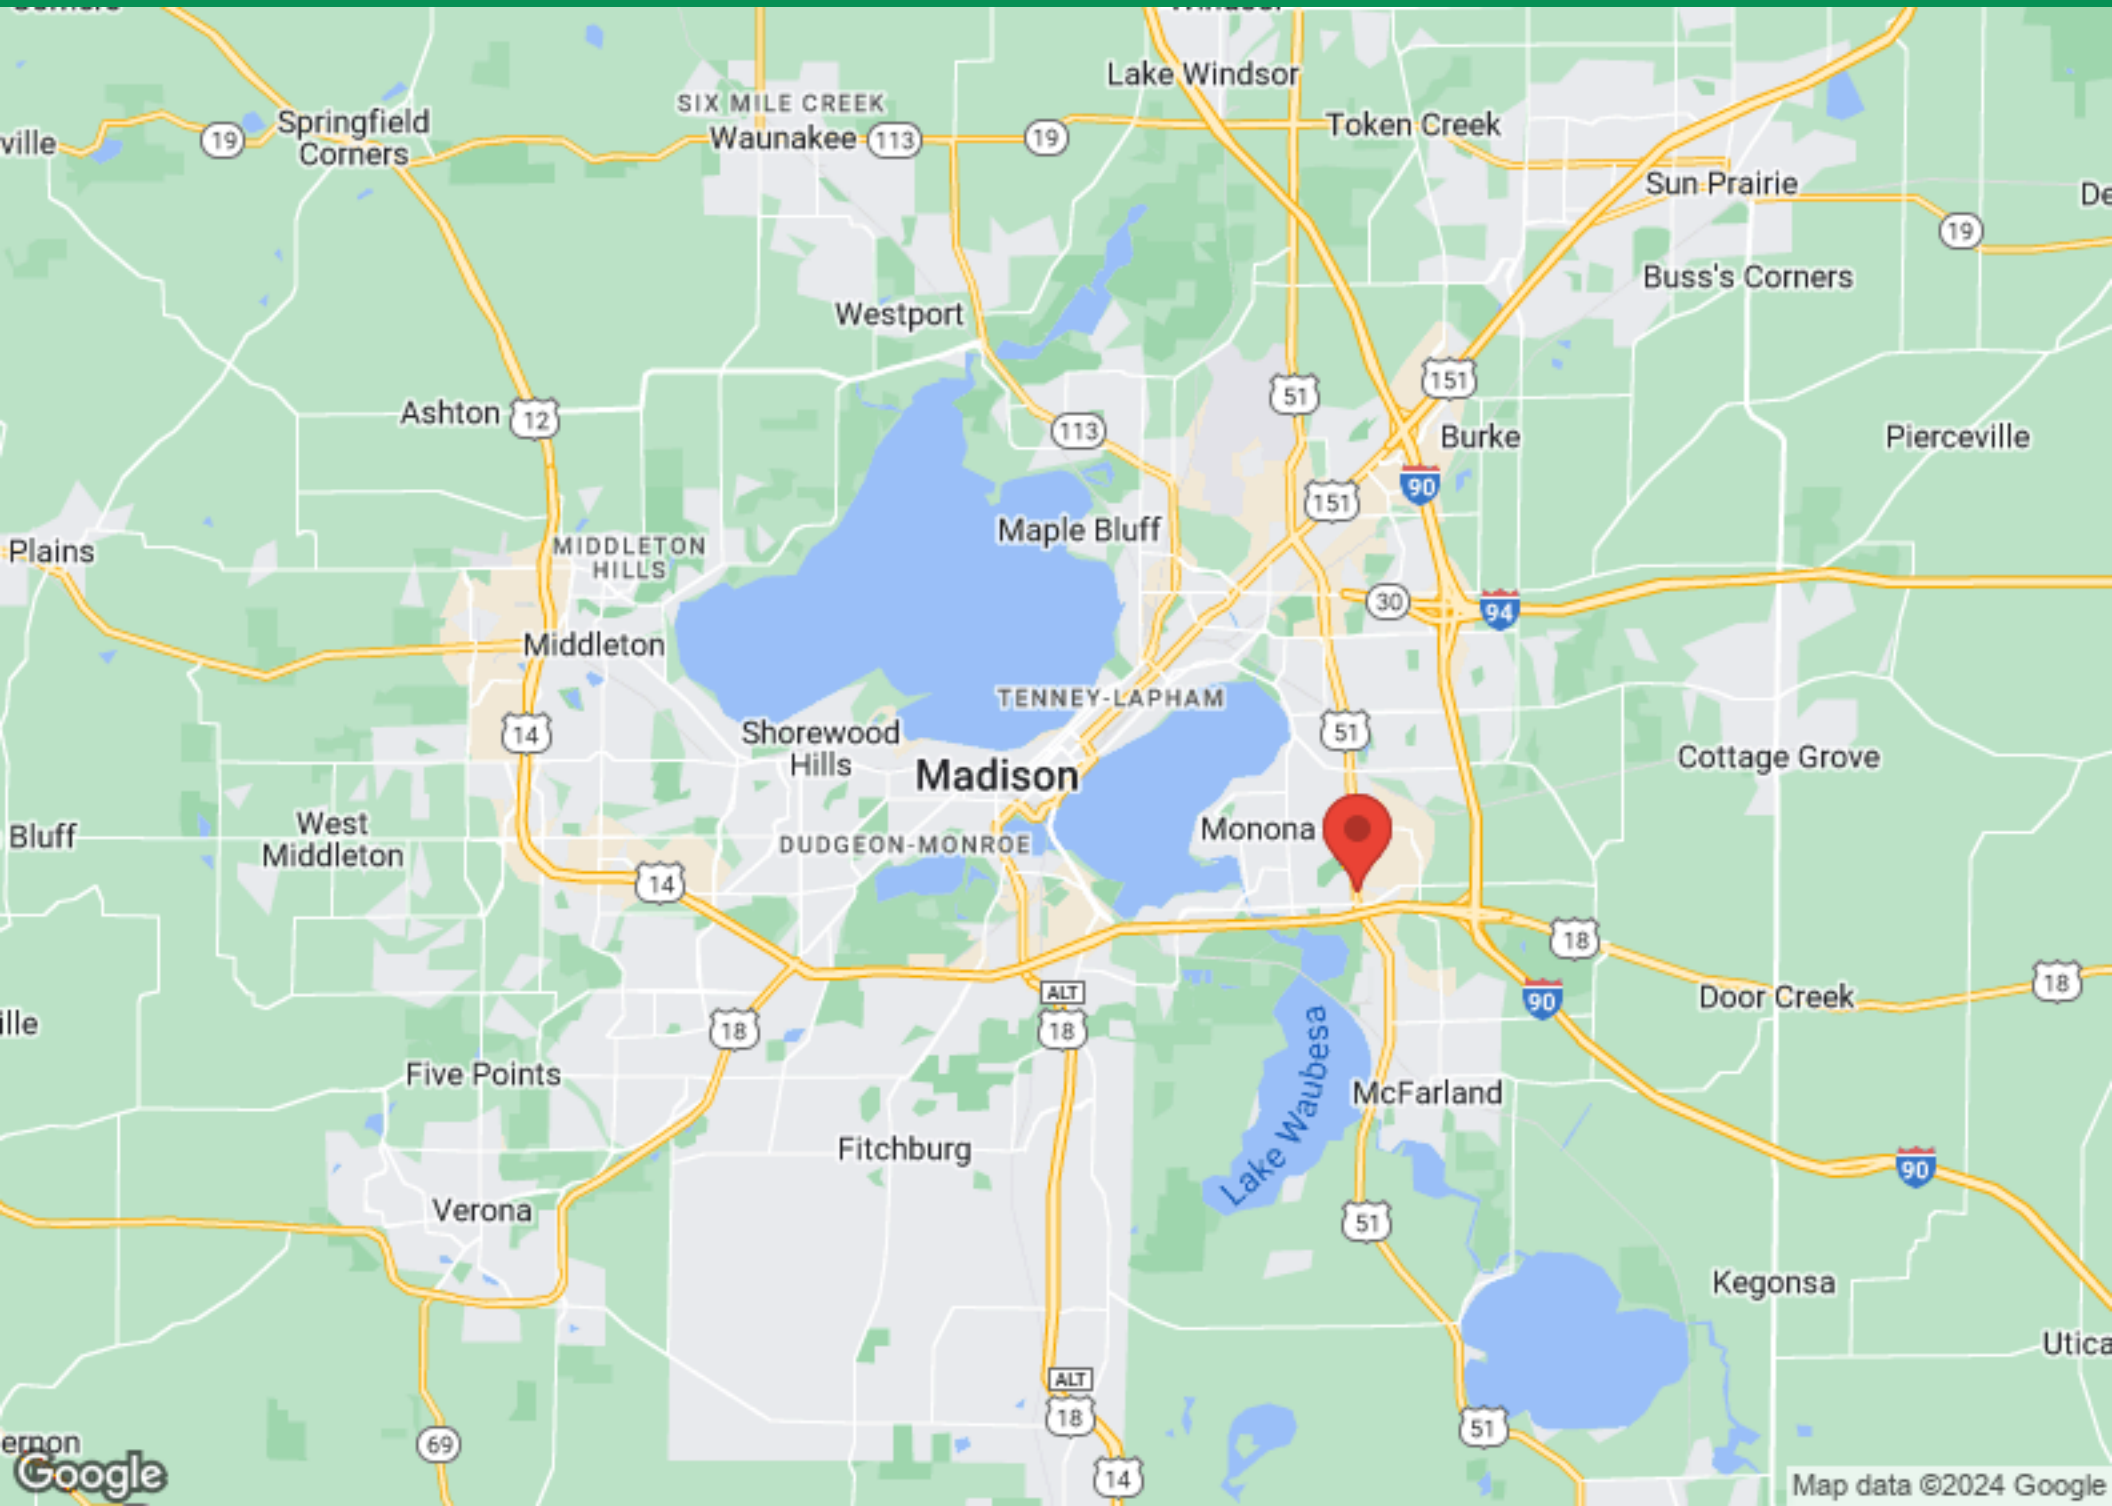 Lake Windsor
SIX MILE CREEK
Springfield
Corners
Token Creek
ville
19
Waunakee
113
19
Sun Prairie
19
Westport
Buss's Corners
151
51
Ashton
12
113
Burke
Pierceville
90
151
Maple Bluff
Plains
MIDDLETON
HILLS
30
94
Middleton
TENNEY-LAPHAM
14
Shorewood
Hills
51
Cottage Grove
Madison
West
Middleton
Bluff
Monona
DUDGEON-MONROE
14
18
18
ALT
18
90
Door Creek
ille
18
Lake Waubesa
Five Points
McFarland
Fitchburg
90
Verona
51
Kegonsa
Utica
ALT
18
51
69
ernon
14
Google
Map data ©2024 Google